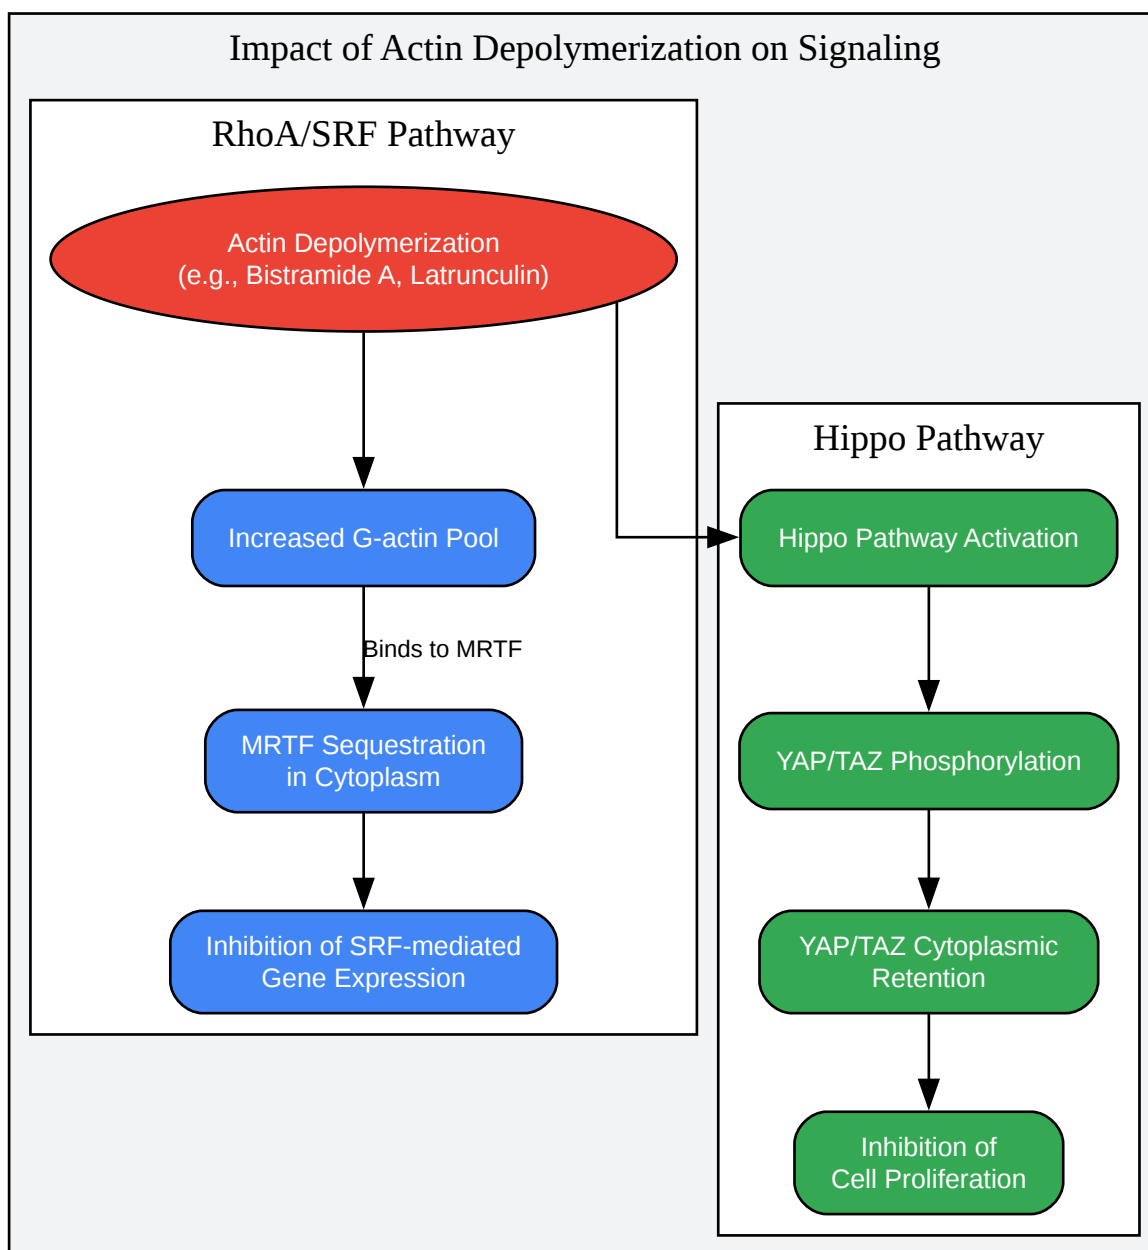 Impact of Actin Depolymerization on Signaling
RhoA/SRF Pathway
Actin Depolymerization
(e.g., Bistramide A, Latrunculin)
Increased G-actin Pool
Binds to MRTF
MRTF Sequestration
in Cytoplasm
Inhibition of SRF-mediated
Gene Expression
Hippo Pathway
Hippo Pathway Activation
YAP/TAZ Phosphorylation
YAP/TAZ Cytoplasmic
Retention
Inhibition of
Cell Proliferation